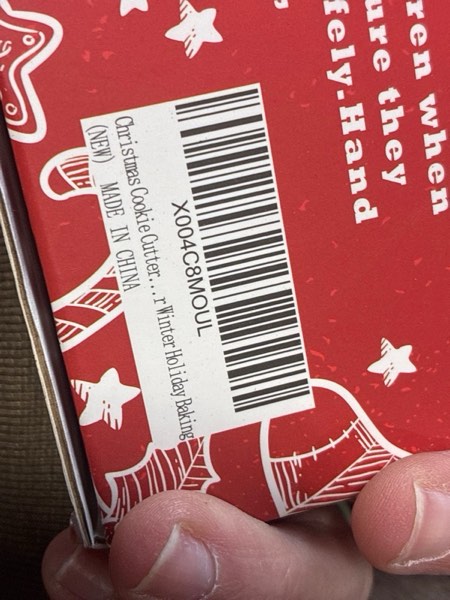 ren when
ure they
fely. Hand
X004C8MOUL
Christmas Cookie Cutter...r Winter Holiday Baking
(NEW) MADE IN CHINA